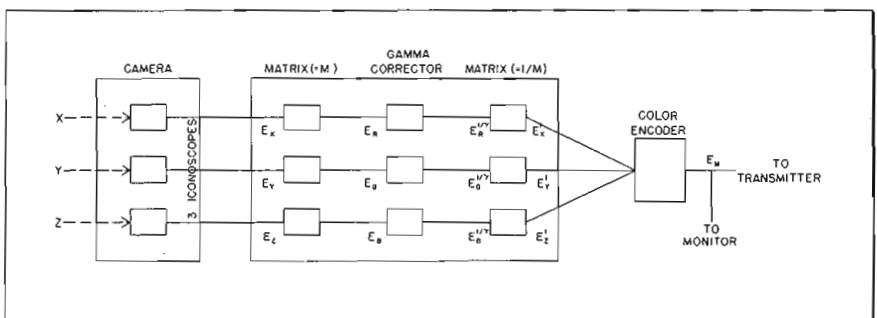 CAMERA
MATRIX (=M)
GAMMA
CORRECTOR
MATRIX (=1/M)
COLOR
ENCODER
X
Y
Z
3 ICONOSCOPES
E_X
E_R
E_R^1/γ
E'_X
E_Y
E_G
E_G^1/γ
E'_Y
E_Z
E_B
E_B^1/γ
E'_Z
E_M
TO
TRANSMITTER
TO
MONITOR